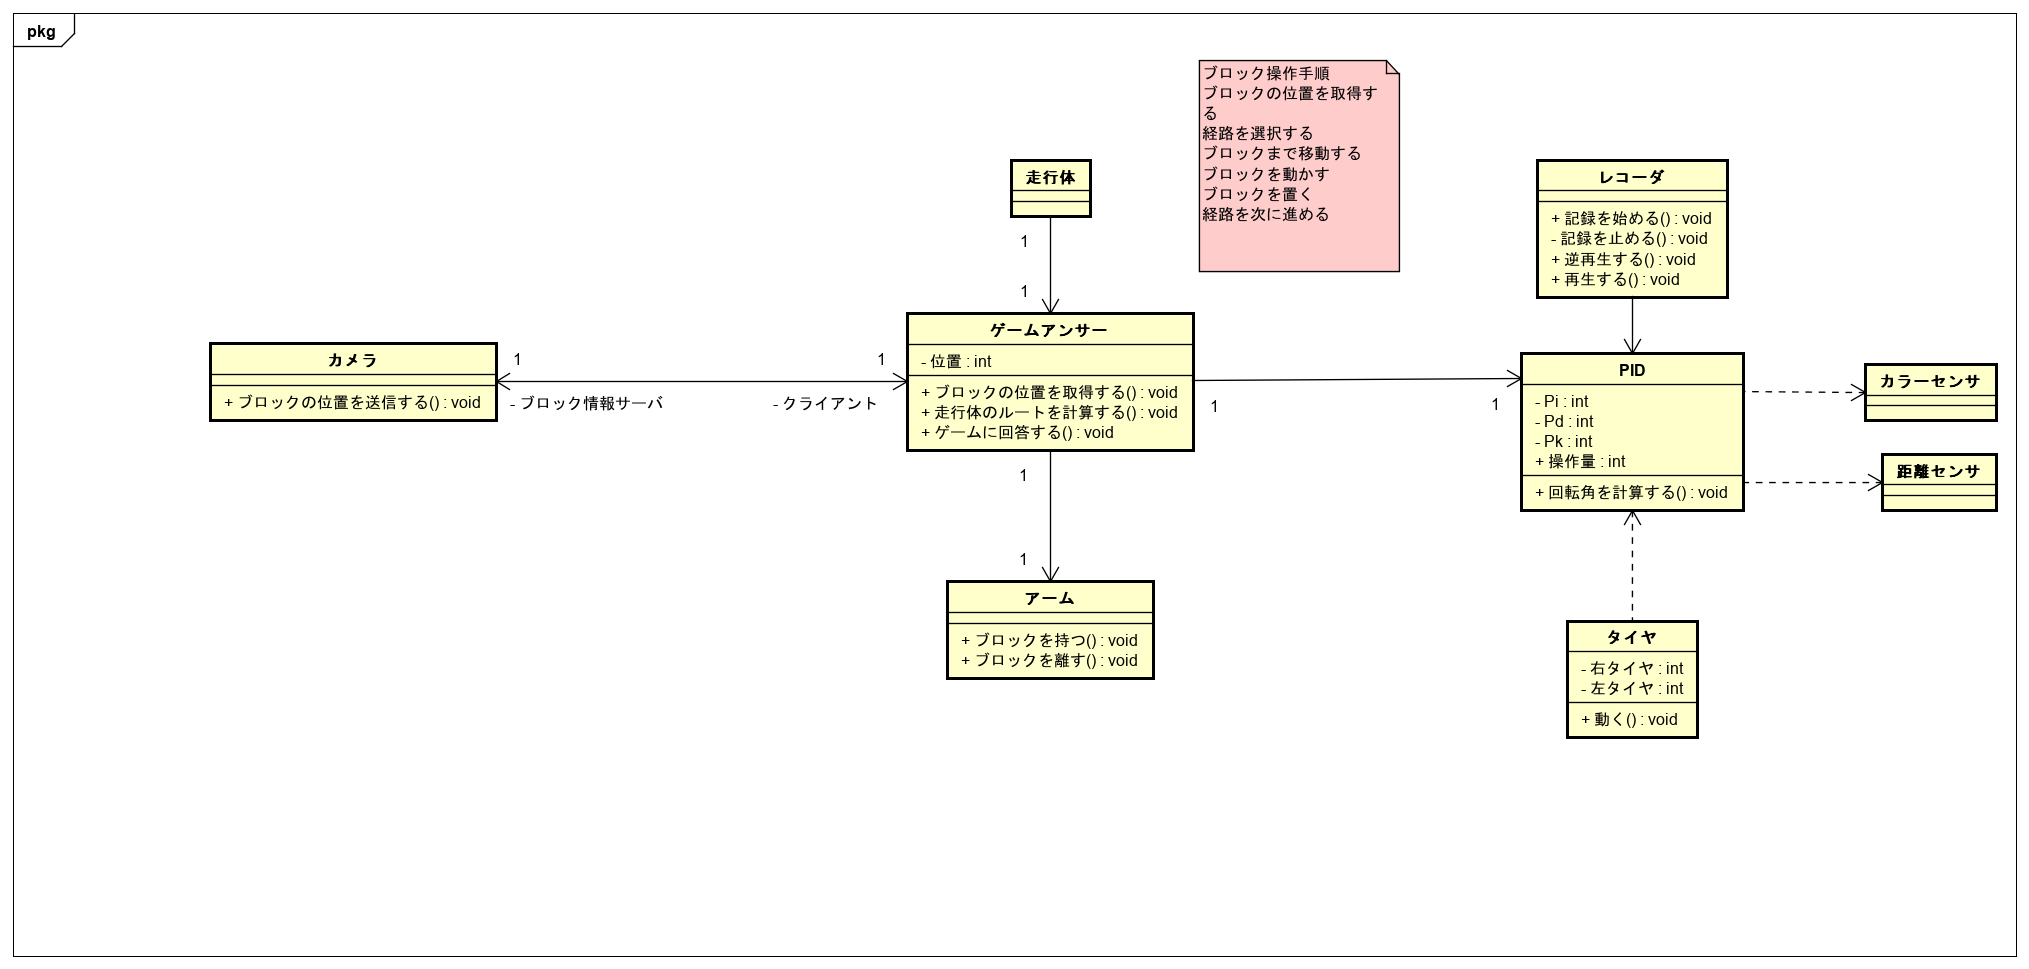 pkg
ブロック操作手順
ブロックの位置を取得す
る
経路を選択する
ブロックまで移動する
ブロックを動かす
ブロックを置く
経路を次に進める
走行体
1
1
レコーダ
+ 記録を始める() : void
- 記録を止める() : void
+ 逆再生する() : void
+ 再生する() : void
カメラ
+ ブロックの位置を送信する() : void
1
- ブロック情報サーバ
1
- クライアント
ゲームアンサー
- 位置 : int
+ ブロックの位置を取得する() : void
+ 走行体のルートを計算する() : void
+ ゲームに回答する() : void
1
1
PID
- Pi : int
- Pd : int
- Pk : int
+ 操作量 : int
+ 回転角を計算する() : void
カラーセンサ
距離センサ
1
1
アーム
+ ブロックを持つ() : void
+ ブロックを離す() : void
タイヤ
- 右タイヤ : int
- 左タイヤ : int
+ 動く() : void